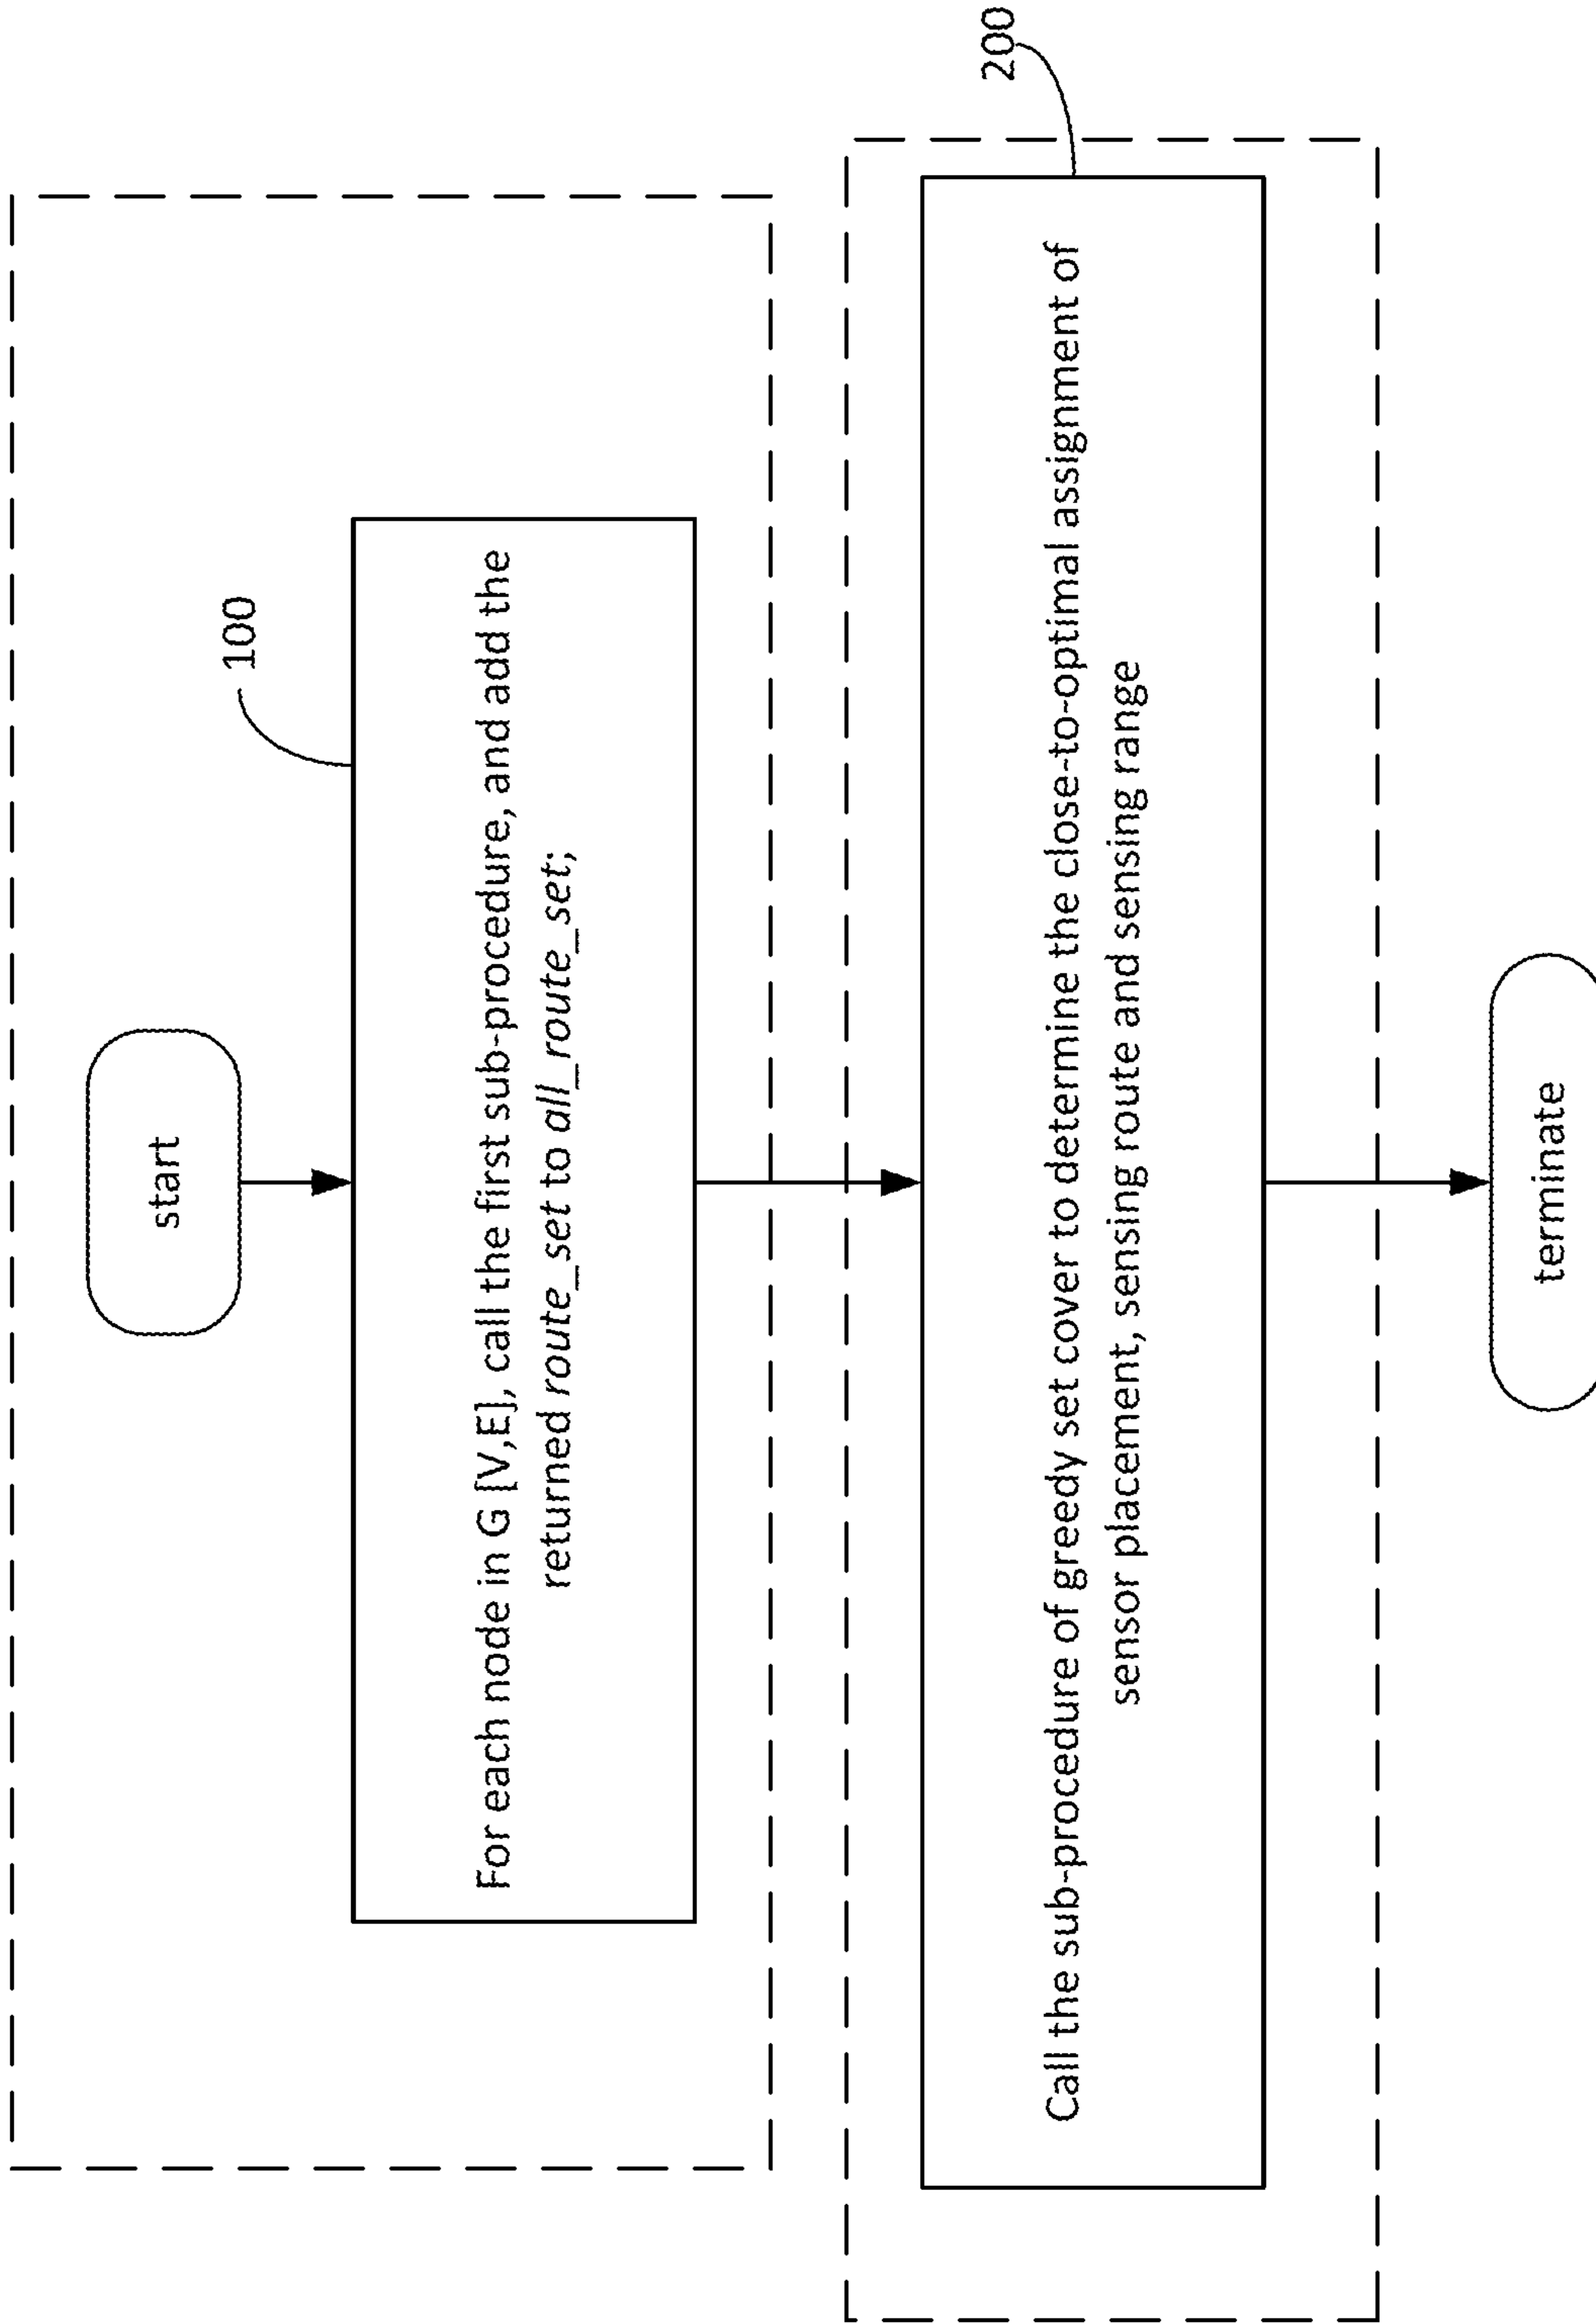 start
100
For each node in G [V,E], call the first sub-procedure, and add the
returned route_set to all_route_set;
200
Call the sub-procedure of greedy set cover to determine the close-to-optimal assignment of
sensor placement, sensing route and sensing range
terminate